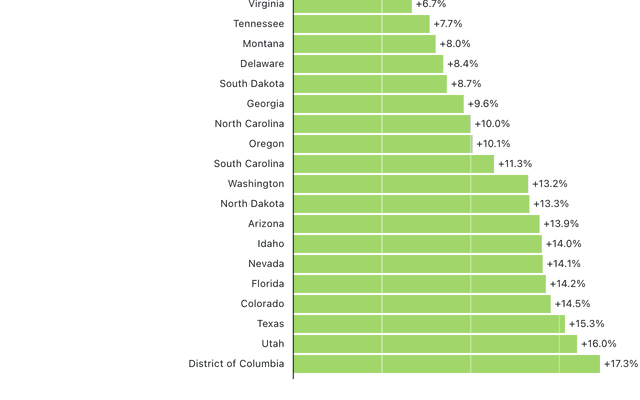 Virginia +6.7%
Tennessee +7.7%
Montana +8.0%
Delaware +8.4%
South Dakota +8.7%
Georgia +9.6%
North Carolina +10.0%
Oregon +10.1%
South Carolina +11.3%
Washington +13.2%
North Dakota +13.3%
Arizona +13.9%
Idaho +14.0%
Nevada +14.1%
Florida +14.2%
Colorado +14.5%
Texas +15.3%
Utah +16.0%
District of Columbia +17.3%